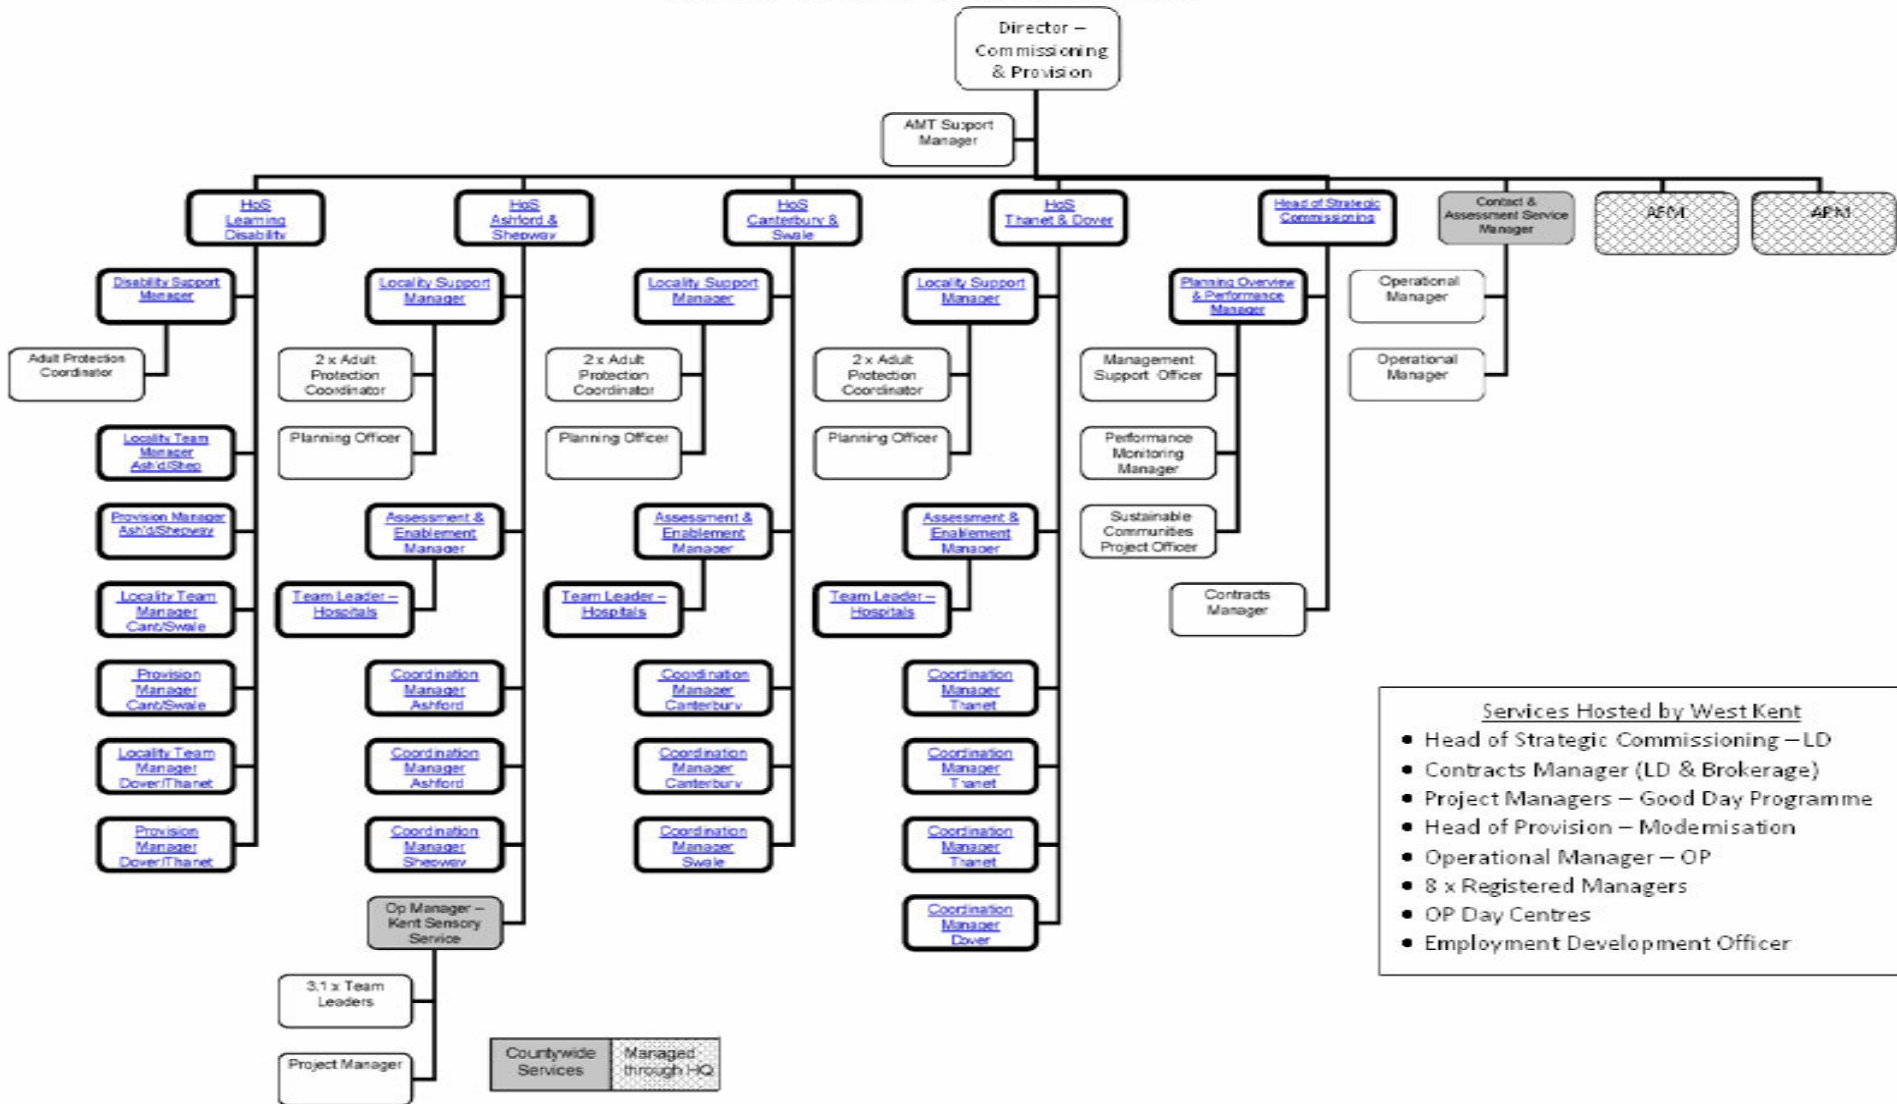 Director –
Commissioning
& Provision
AMT Support
Manager
HoS
Learning
Disability
HoS
Ashford &
Shepway
HoS
Canterbury &
Swale
HoS
Thanet & Dover
Head of Strategic
Commissioning
Contact &
Assessment Service
Manager
Disability Support
Manager
Locality Support
Manager
Locality Support
Manager
Locality Support
Manager
Planning Overview
& Performance
Manager
Operational
Manager
Adult Protection
Coordinator
2 x Adult
Protection
Coordinator
2 x Adult
Protection
Coordinator
2 x Adult
Protection
Coordinator
Management
Support Officer
Operational
Manager
Locality Team
Manager
Ash'd/Shep
Planning Officer
Planning Officer
Planning Officer
Performance
Monitoring
Manager
Provision Manager
Ash'd/Shepway
Assessment &
Enablement
Manager
Assessment &
Enablement
Manager
Assessment &
Enablement
Manager
Sustainable
Communities
Project Officer
Locality Team
Manager
Cant/Swale
Team Leader –
Hospitals
Team Leader –
Hospitals
Team Leader –
Hospitals
Contracts
Manager
Provision
Manager
Cant/Swale
Coordination
Manager
Ashford
Coordination
Manager
Canterbury
Coordination
Manager
Thanet
Locality Team
Manager
Dover/Thanet
Coordination
Manager
Ashford
Coordination
Manager
Canterbury
Coordination
Manager
Thanet
Provision
Manager
Dover/Thanet
Coordination
Manager
Shepway
Coordination
Manager
Swale
Coordination
Manager
Thanet
Op Manager –
Kent Sensory
Service
Coordination
Manager
Dover
3.1 x Team
Leaders
Project Manager
Countywide
Services
Managed
through HQ
Services Hosted by West Kent
• Head of Strategic Commissioning – LD
• Contracts Manager (LD & Brokerage)
• Project Managers – Good Day Programme
• Head of Provision – Modernisation
• Operational Manager – OP
• 8 x Registered Managers
• OP Day Centres
• Employment Development Officer